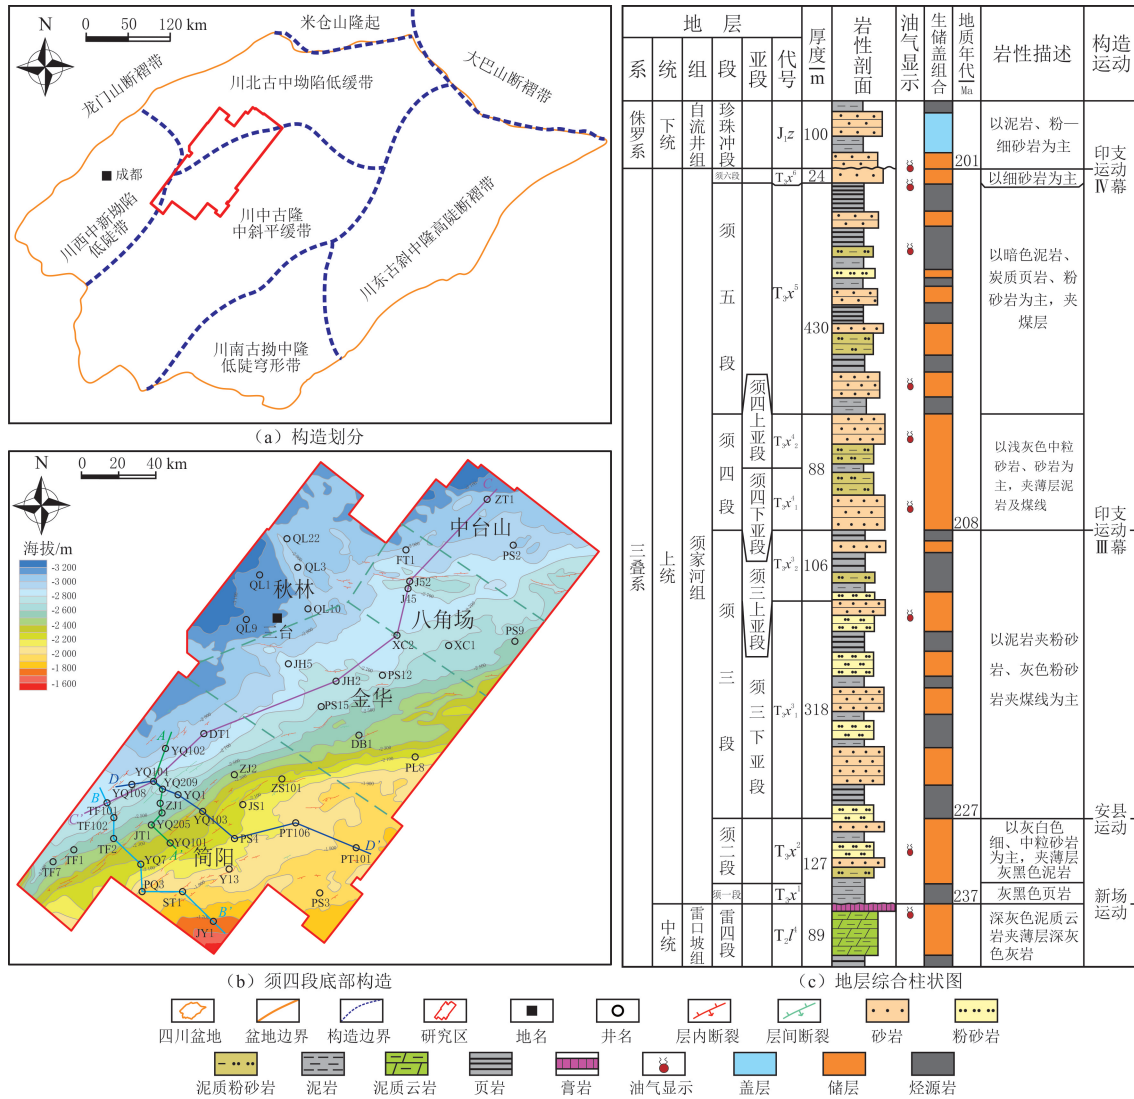 N
0 50 120 km
米仓山隆起
大巴山断褶带
龙门山断褶带
川北古中坳陷低缓带
成都
川西中新坳陷
低陡带
川中古隆
中斜平缓带
川东古斜中隆高陡断褶带
川南古拗中隆
低陡穹形带
(a) 构造划分
N
0 20 40 km
海拔/m
-3 200
-3 000
-2 800
-2 600
-2 400
-2 200
-2 000
-1 800
-1 600
C
ZT1
中台山
QL22
FT1
PS2
QL3
QL1
秋林
J52
J45
QL10
QL9
三台
八角场
XC2
XC1
PS9
JH5
JH2
PS12
金华
PS15
DT1
A
YQ102
DB1
PL8
ZJ2
ZS101
D
YQ104
YQ108
YQ209
YQ1
B
C'
TF101
ZJ1
YQ103
JS1
TF102
JT1
YQ205
PT106
TF2
YQ101
PS4
A'
简阳
D'
PT101
TF1
TF7
YQ7
Y13
PQ3
ST1
PS3
B'
JY1
(b) 须四段底部构造
地层
系
统
组
段
亚段
代号
厚度/m
岩性剖面
油气显示
生储盖组合
地质年代/Ma
岩性描述
构造运动
侏罗系
下统
自流井组
珍珠冲段
J₁z
100
以泥岩、粉—
细砂岩为主
201
印支
运动
Ⅳ幕
三叠系
上统
须家河组
须六段
T₃x⁶
24
以细砂岩为主
须五段
T₃x⁵
430
以暗色泥岩、
炭质页岩、粉
砂岩为主，夹
煤层
须四段
须四上亚段
T₃x⁴₂
须四下亚段
T₃x⁴₁
88
以浅灰色中粒
砂岩、砂岩为
主，夹薄层泥
岩及煤线
208
印支
运动
Ⅲ幕
须三段
须三上亚段
T₃x³₂
106
须三下亚段
T₃x³₁
318
以泥岩夹粉砂
岩、灰色粉砂
岩夹煤线为主
227
安县
运动
须二段
T₃x²
127
以灰白色
细、中粒砂岩
为主，夹薄层
灰黑色泥岩
须一段
T₃x¹
237
灰黑色页岩
新场
运动
中统
雷口坡组
雷四段
T₂l⁴
89
深灰色泥质云
岩夹薄层深灰
色灰岩
(c) 地层综合柱状图
四川盆地
盆地边界
构造边界
研究区
地名
井名
层内断裂
层间断裂
砂岩
粉砂岩
泥质粉砂岩
泥岩
泥质云岩
页岩
膏岩
油气显示
盖层
储层
烃源岩